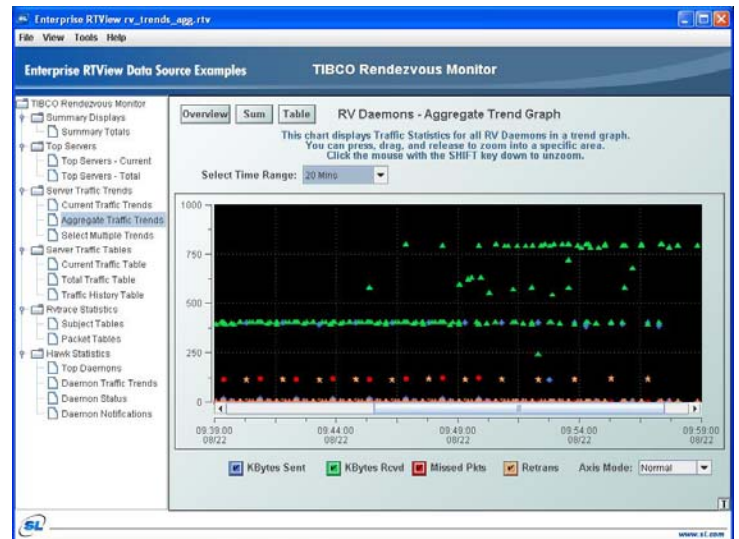 Enterprise RTView rv_trends_agg.rtv
File View Tools Help
Enterprise RTView Data Source Examples
TIBCO Rendezvous Monitor
TIBCO Rendezvous Monitor
Summary Displays
Summary Totals
Top Servers
Top Servers - Current
Top Servers - Total
Server Traffic Trends
Current Traffic Trends
Aggregate Traffic Trends
Select Multiple Trends
Server Traffic Tables
Current Traffic Table
Total Traffic Table
Traffic History Table
Rvtrace Statistics
Subject Tables
Packet Tables
Hawk Statistics
Top Daemons
Daemon Traffic Trends
Daemon Status
Daemon Notifications
Overview Sum Table RV Daemons - Aggregate Trend Graph
This chart displays Traffic Statistics for all RV Daemons in a trend graph.
You can press, drag, and release to zoom into a specific area.
Click the mouse with the SHIFT key down to unzoom.
Select Time Range: 20 Mins
1000
750
500
250
0
09:39:00 09:44:00 09:49:00 09:54:00 09:59:00
08/22 08/22 08/22 08/22 08/22
KBytes Sent KBytes Rcvd Missed Pkts Retrans Axis Mode: Normal
T
SL
www.sl.com